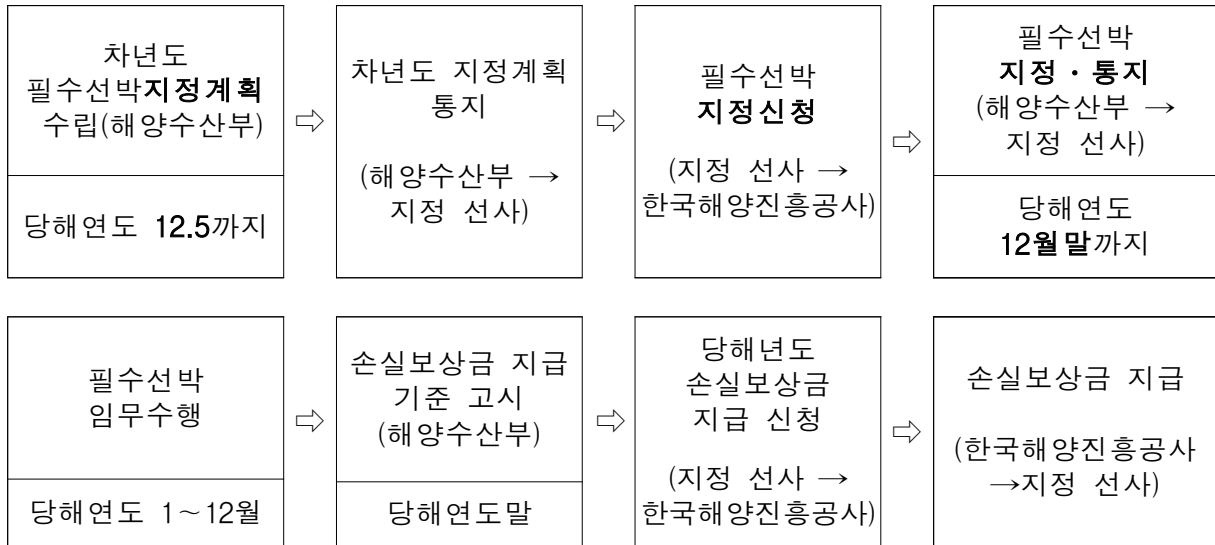 차년도
필수선박지정계획
수립(해양수산부)
당해연도 12.5까지
⇨
차년도 지정계획
통지
(해양수산부 →
지정 선사)
⇨
필수선박
지정신청
(지정 선사 →
한국해양진흥공사)
⇨
필수선박
지정・통지
(해양수산부 →
지정 선사)
당해연도
12월말까지
필수선박
임무수행
당해연도 1～12월
⇨
손실보상금 지급
기준 고시
(해양수산부)
당해연도말
⇨
당해년도
손실보상금
지급 신청
(지정 선사 →
한국해양진흥공사)
⇨
손실보상금 지급
(한국해양진흥공사
→지정 선사)